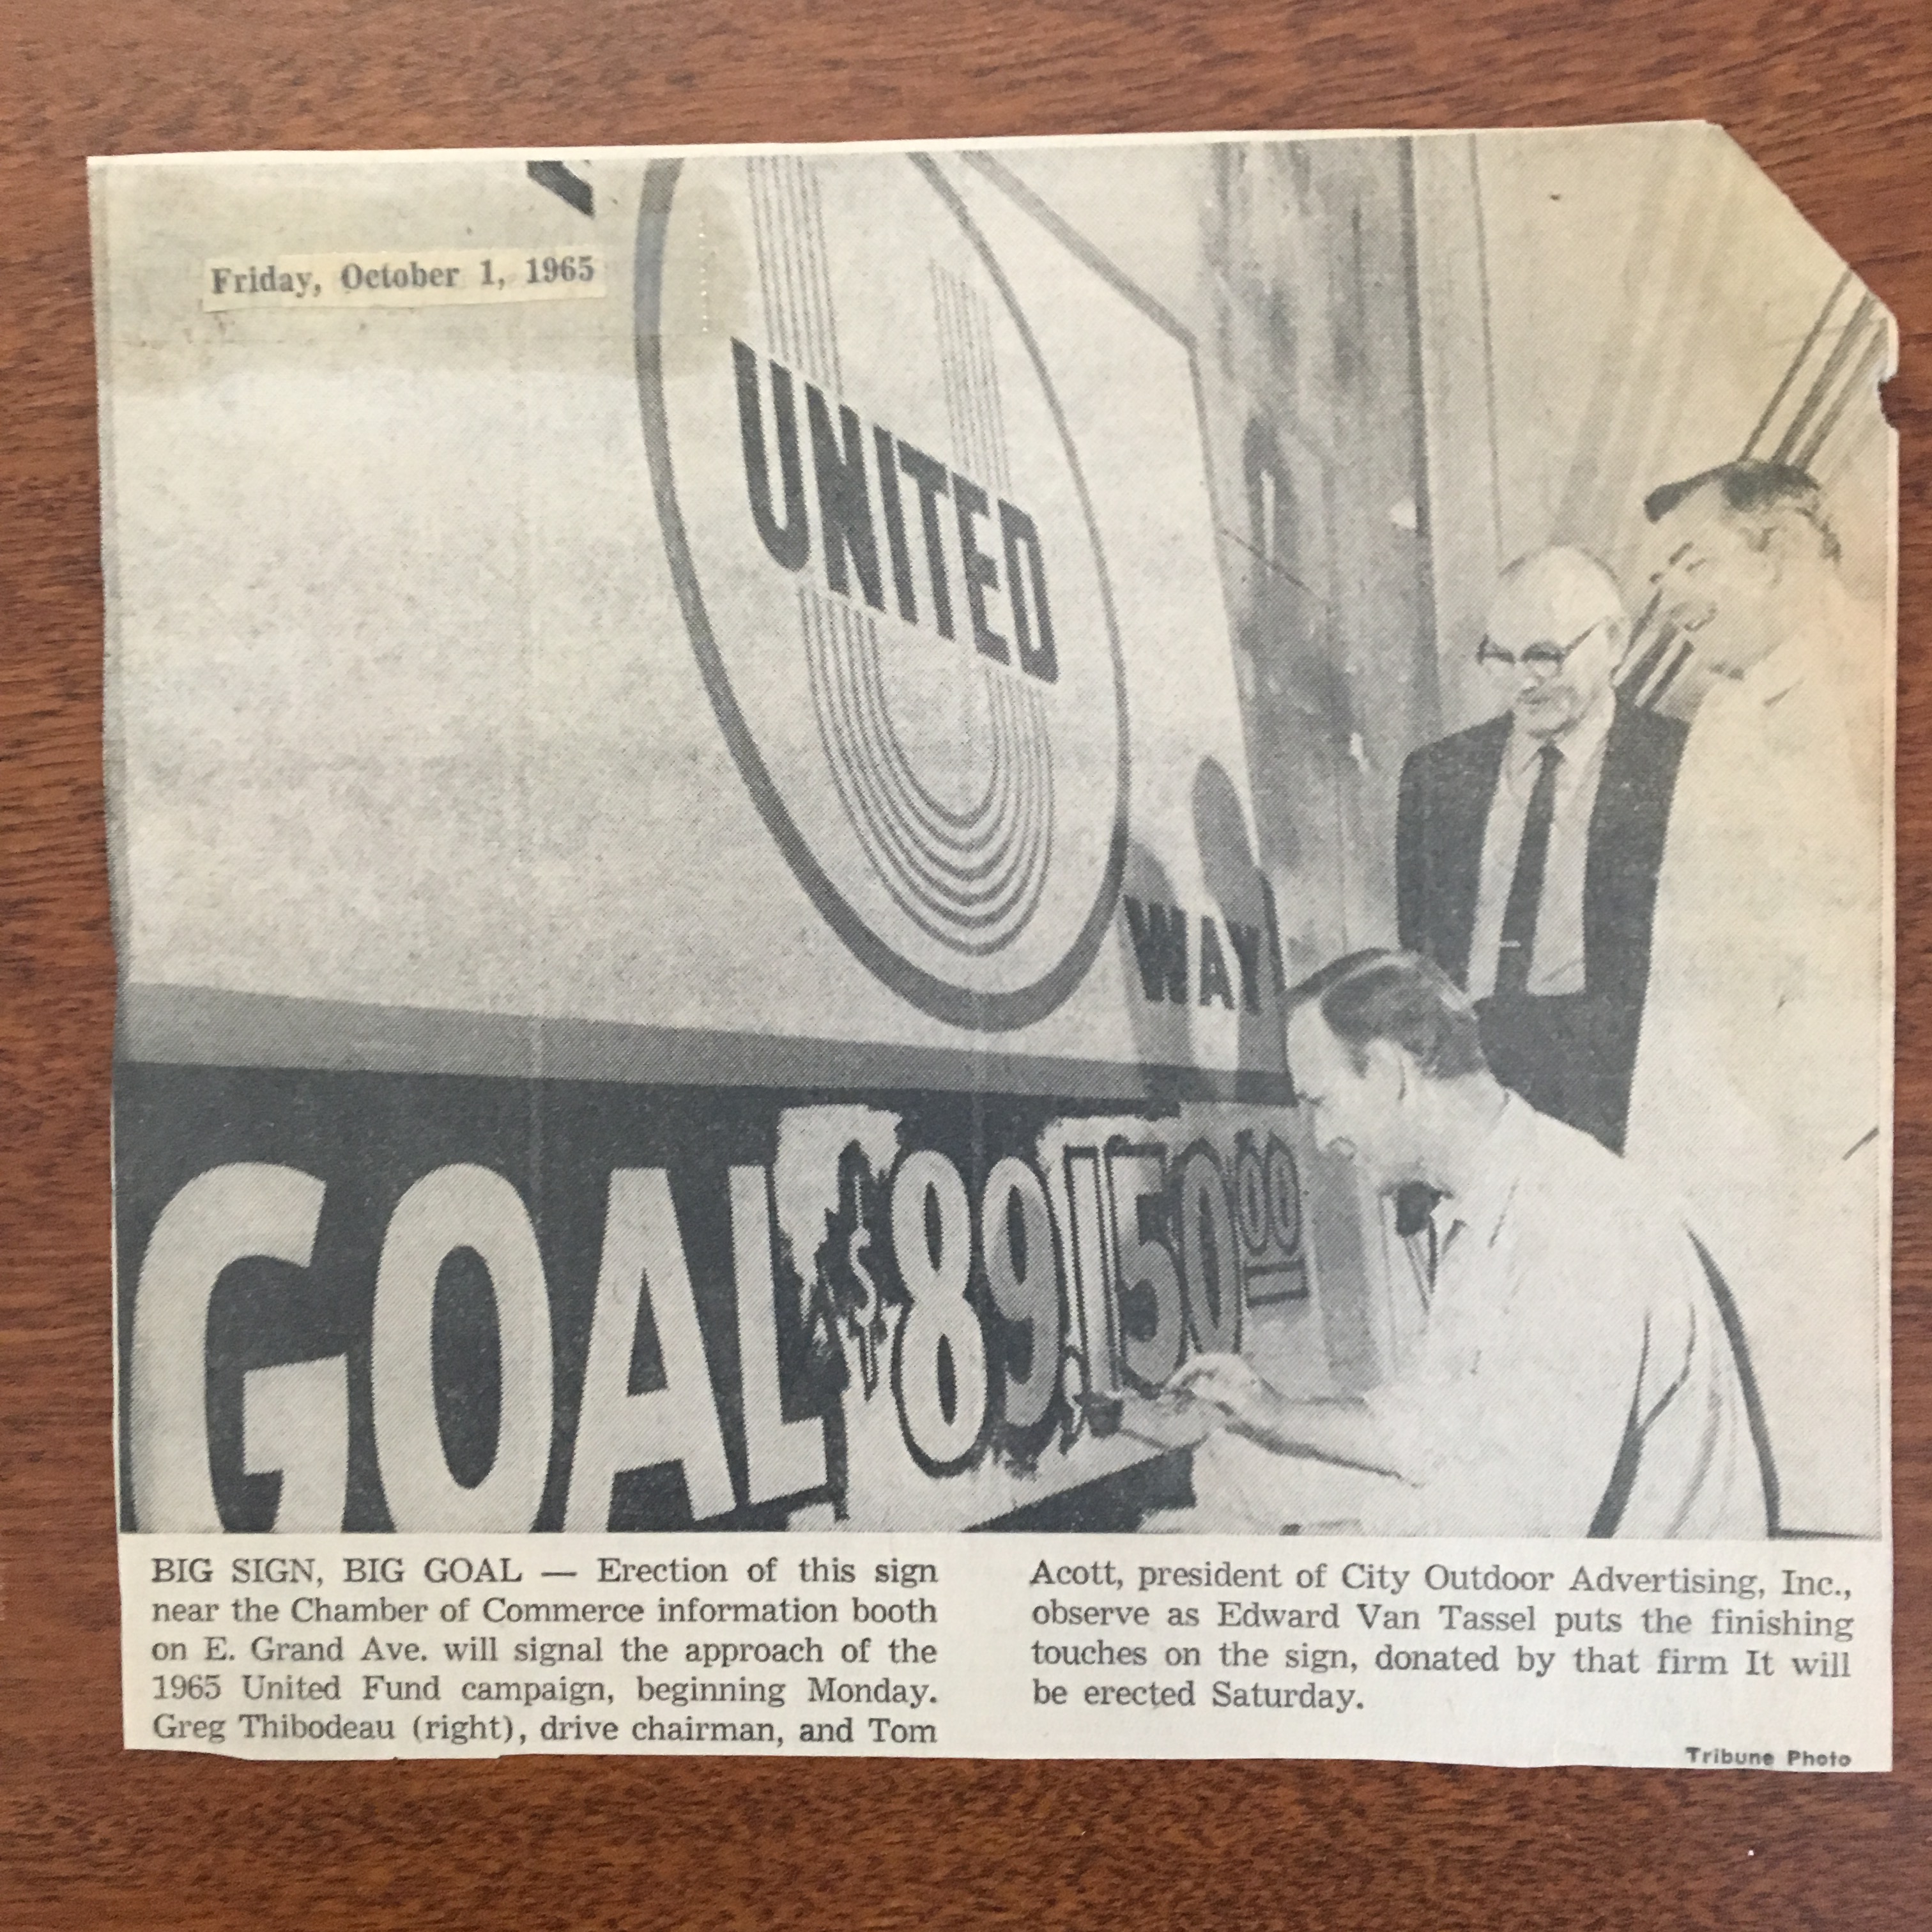 Friday, October 1, 1965
UNITED
WAY
GOAL $89,150 00
BIG SIGN, BIG GOAL — Erection of this sign
near the Chamber of Commerce information booth
on E. Grand Ave. will signal the approach of the
1965 United Fund campaign, beginning Monday.
Greg Thibodeau (right), drive chairman, and Tom
Acott, president of City Outdoor Advertising, Inc.,
observe as Edward Van Tassel puts the finishing
touches on the sign, donated by that firm It will
be erected Saturday.
Tribune Photo